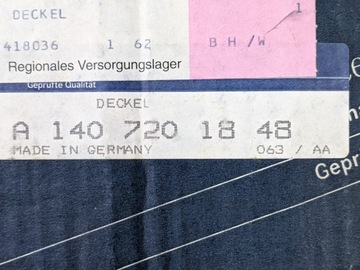 DECKEL
1
418036 1 62 B H/W
Regionales Versorgungslager
Geprüfte Qualität
DECKEL
A 140 720 18 48
MADE IN GERMANY 063 / AA
Gepr